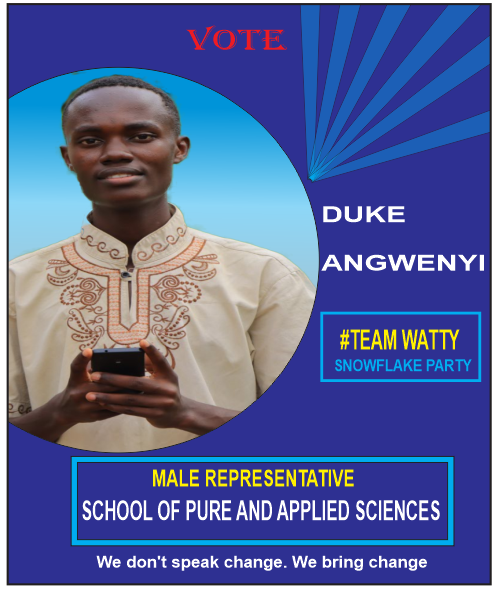 VOTE
DUKE
ANGWENYI
#TEAM WATTY
SNOWFLAKE PARTY
MALE REPRESENTATIVE
SCHOOL OF PURE AND APPLIED SCIENCES
We don't speak change. We bring change